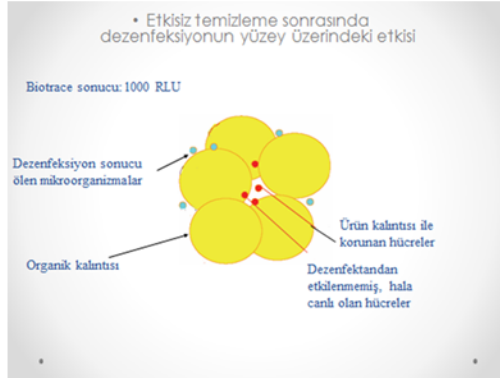 • Etkisiz temizleme sonrasında
dezenfeksiyonun yüzey üzerindeki etkisi
Biotrace sonucu: 1000 RLU
Dezenfeksiyon sonucu
ölen mikroorganizmalar
Ürün kalıntısı ile
korunan hücreler
Organik kalıntısı
Dezenfektandan
etkilenmemiş, hala
canlı olan hücreler